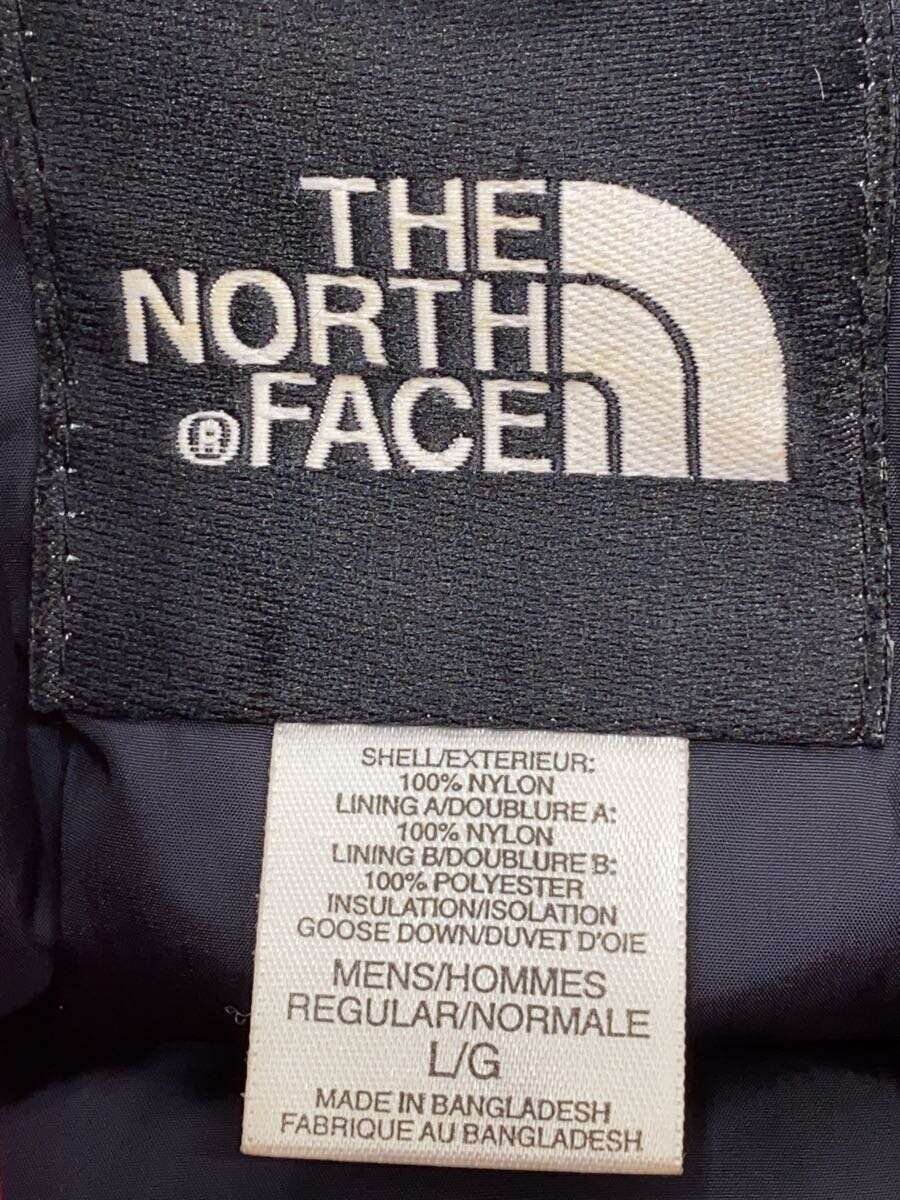 THE
NORTH
®FACE
SHELL/EXTERIEUR:
100% NYLON
LINING A/DOUBLURE A:
100% NYLON
LINING B/DOUBLURE B:
100% POLYESTER
INSULATION/ISOLATION
GOOSE DOWN/DUVET D'OIE
MENS/HOMMES
REGULAR/NORMALE
L/G
MADE IN BANGLADESH
FABRIQUE AU BANGLADESH